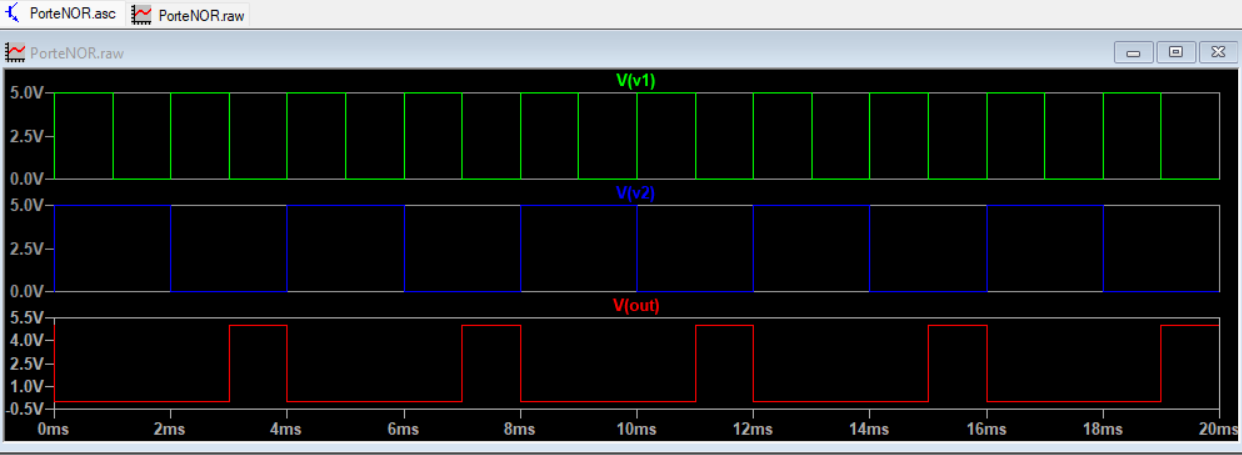 PorteNOR.asc PorteNOR.raw
PorteNOR.raw
V(v1)
5.0V
2.5V
0.0V
V(v2)
5.0V
2.5V
0.0V
V(out)
5.5V
4.0V
2.5V
1.0V
-0.5V
0ms 2ms 4ms 6ms 8ms 10ms 12ms 14ms 16ms 18ms 20ms